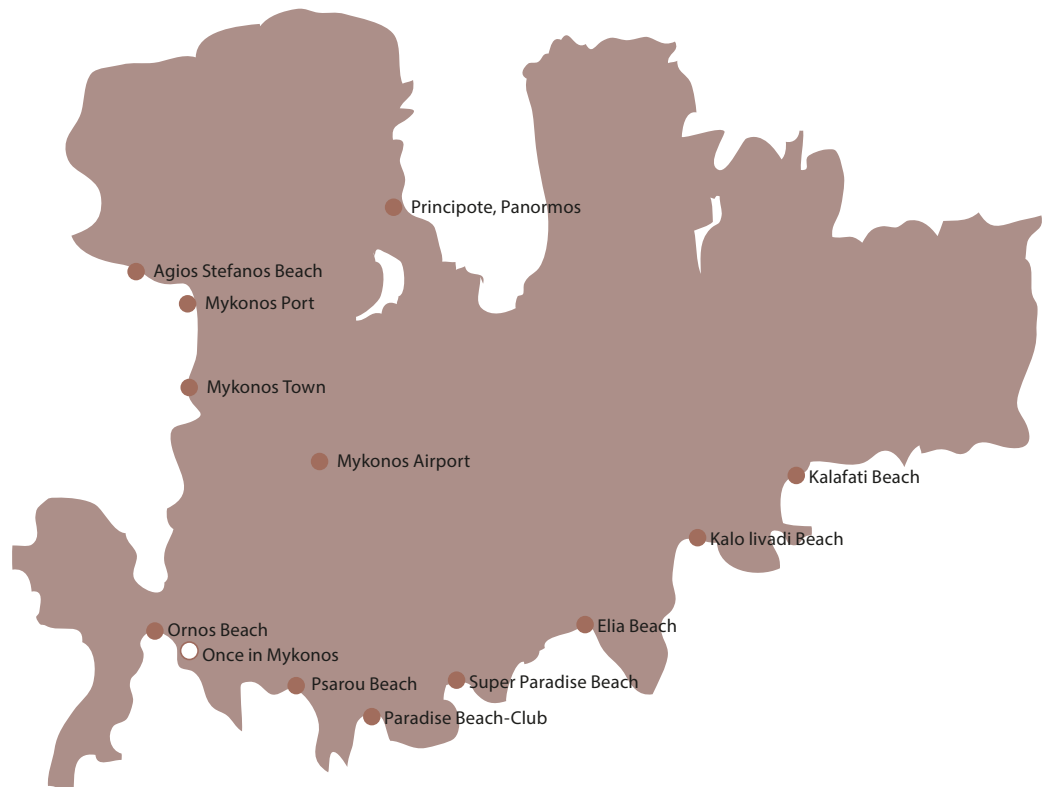 Principote, Panormos
Agios Stefanos Beach
Mykonos Port
Mykonos Town
Mykonos Airport
Kalafati Beach
Kalo livadi Beach
Elia Beach
Ornos Beach
Once in Mykonos
Psarou Beach
Super Paradise Beach
Paradise Beach-Club